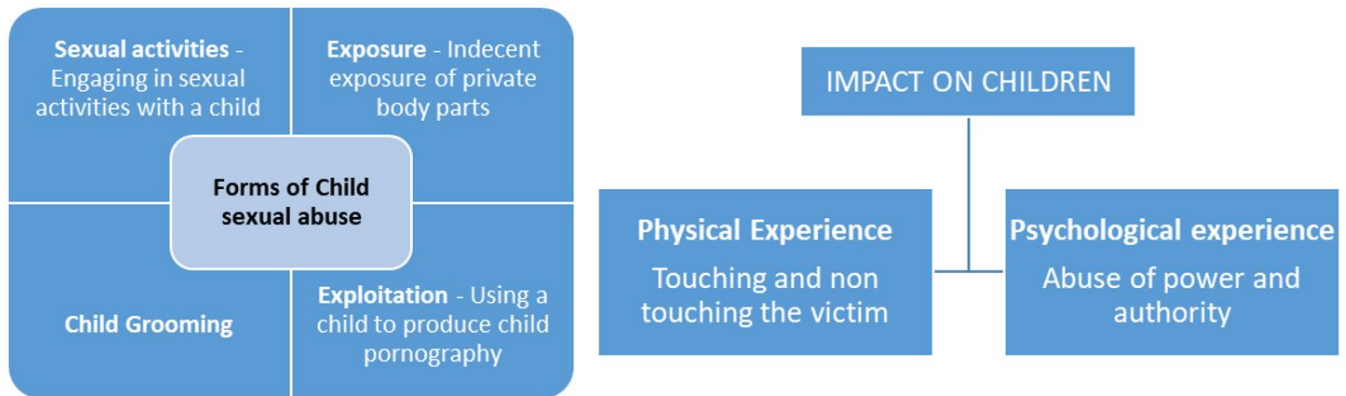 Sexual activities -
Engaging in sexual
activities with a child
Exposure - Indecent
exposure of private
body parts
Forms of Child
sexual abuse
Child Grooming
Exploitation - Using a
child to produce child
pornography
IMPACT ON CHILDREN
Physical Experience
Touching and non
touching the victim
Psychological experience
Abuse of power and
authority